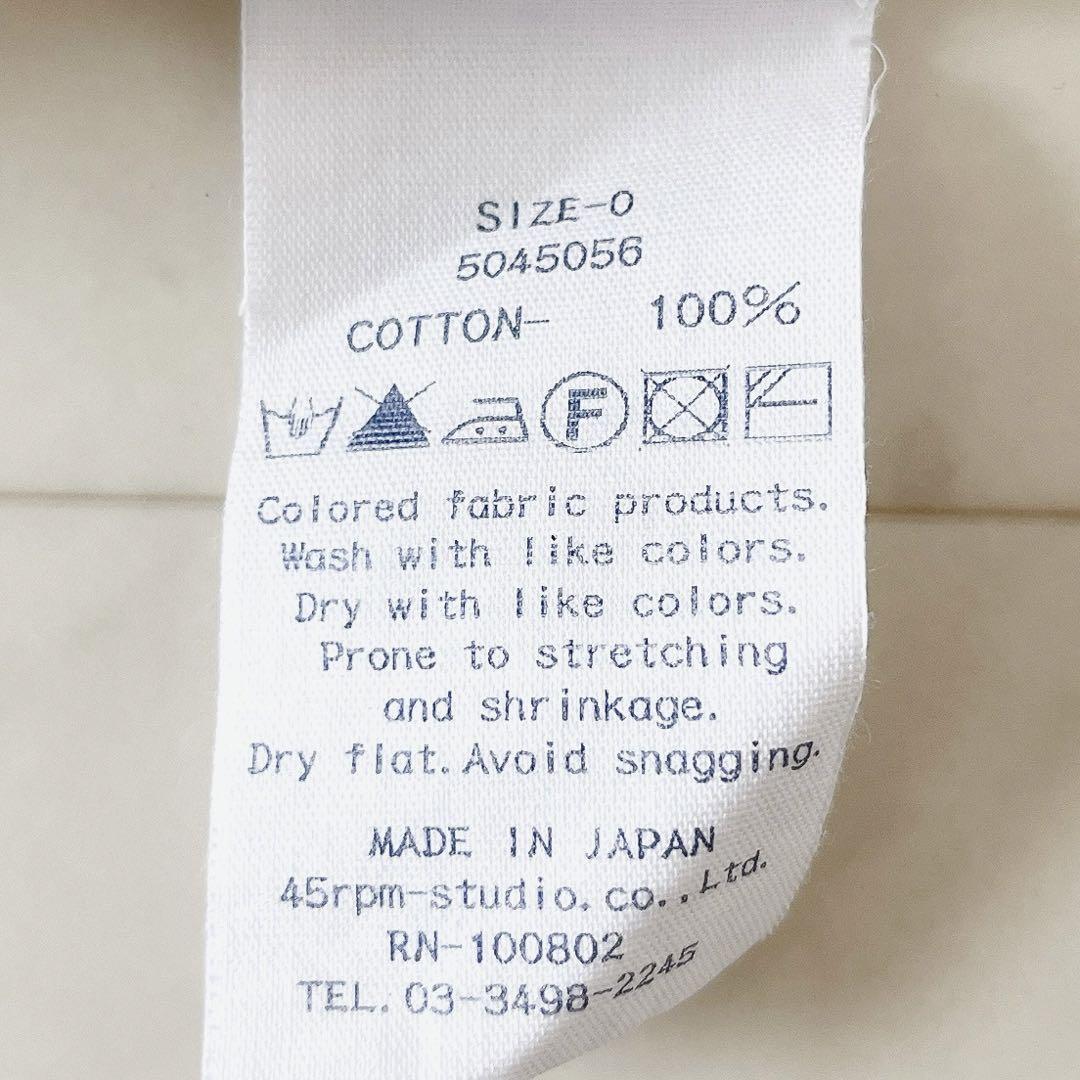 SIZE-0
5045056
COTTON- 100%
F
Colored fabric products.
Wash with like colors.
Dry with like colors.
Prone to stretching
and shrinkage.
Dry flat. Avoid snagging.
MADE IN JAPAN
45rpm-studio.co.,Ltd.
RN-100802
TEL. 03-3498-2245